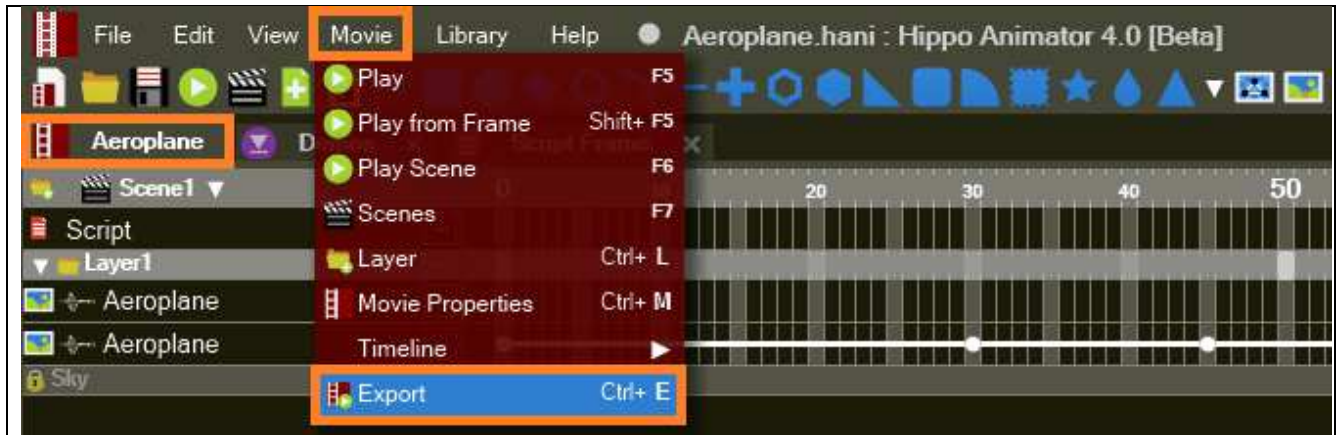 File Edit View Movie Library Help Aeroplane.hani : Hippo Animator 4.0 [Beta]
Play F5
Play from Frame Shift+ F5
Aeroplane D Script Frame
Play Scene F6
Scene1 20 30 40 50
Scenes F7
Script
Layer Ctrl+ L
Layer1
Movie Properties Ctrl+ M
Aeroplane
Timeline
Aeroplane
Sky
Export Ctrl+ E